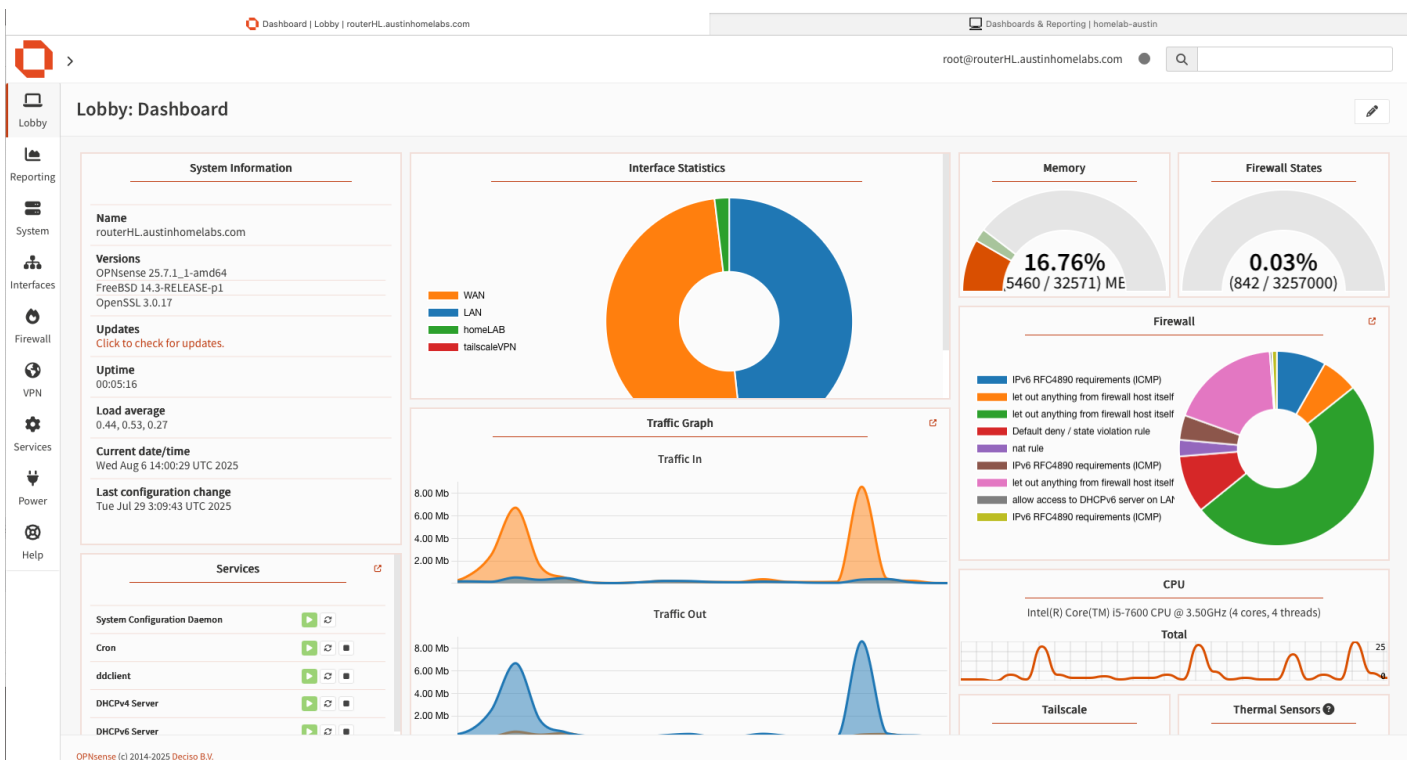 Dashboard | Lobby | routerHL.austinhomelabs.com
Dashboards & Reporting | homelab-austin
root@routerHL.austinhomelabs.com
Lobby
Reporting
System
Interfaces
Firewall
VPN
Services
Power
Help
Lobby: Dashboard
System Information
Name
routerHL.austinhomelabs.com
Versions
OPNsense 25.7.1_1-amd64
FreeBSD 14.3-RELEASE-p1
OpenSSL 3.0.17
Updates
Click to check for updates.
Uptime
00:05:16
Load average
0.44, 0.53, 0.27
Current date/time
Wed Aug 6 14:00:29 UTC 2025
Last configuration change
Tue Jul 29 3:09:43 UTC 2025
Services
System Configuration Daemon
Cron
ddclient
DHCPv4 Server
DHCPv6 Server
Interface Statistics
WAN
LAN
homeLAB
tailscaleVPN
Traffic Graph
Traffic In
8.00 Mb
6.00 Mb
4.00 Mb
2.00 Mb
Traffic Out
8.00 Mb
6.00 Mb
4.00 Mb
2.00 Mb
Memory
16.76%
5460 / 32571) ME
Firewall States
0.03%
(842 / 3257000)
Firewall
IPv6 RFC4890 requirements (ICMP)
let out anything from firewall host itself
let out anything from firewall host itself
Default deny / state violation rule
nat rule
IPv6 RFC4890 requirements (ICMP)
let out anything from firewall host itself
allow access to DHCPv6 server on LAN
IPv6 RFC4890 requirements (ICMP)
CPU
Intel(R) Core(TM) i5-7600 CPU @ 3.50GHz (4 cores, 4 threads)
Total
25
0
Tailscale
Thermal Sensors
OPNsense (c) 2014-2025 Deciso B.V.